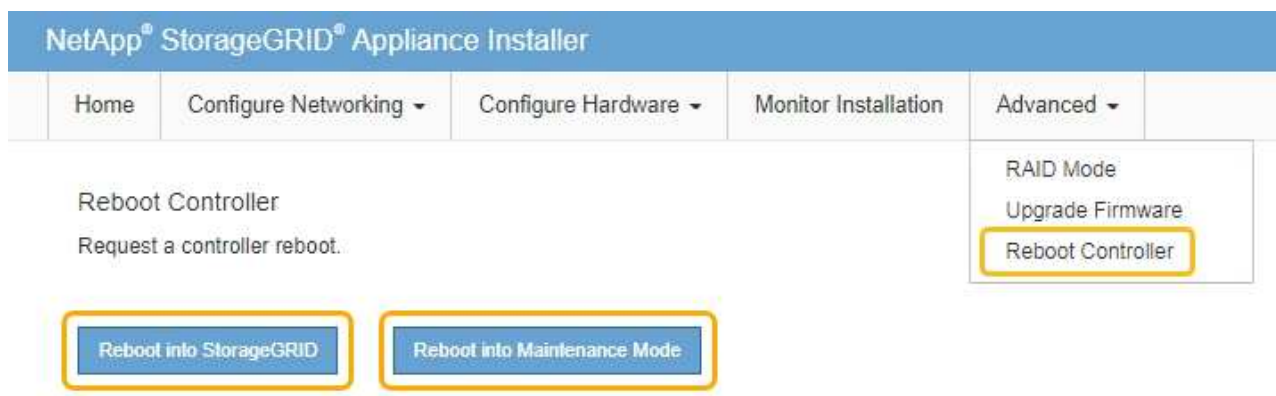 NetApp® StorageGRID® Appliance Installer
Home
Configure Networking
Configure Hardware
Monitor Installation
Advanced
RAID Mode
Upgrade Firmware
Reboot Controller
Reboot Controller
Request a controller reboot.
Reboot into StorageGRID
Reboot into Maintenance Mode